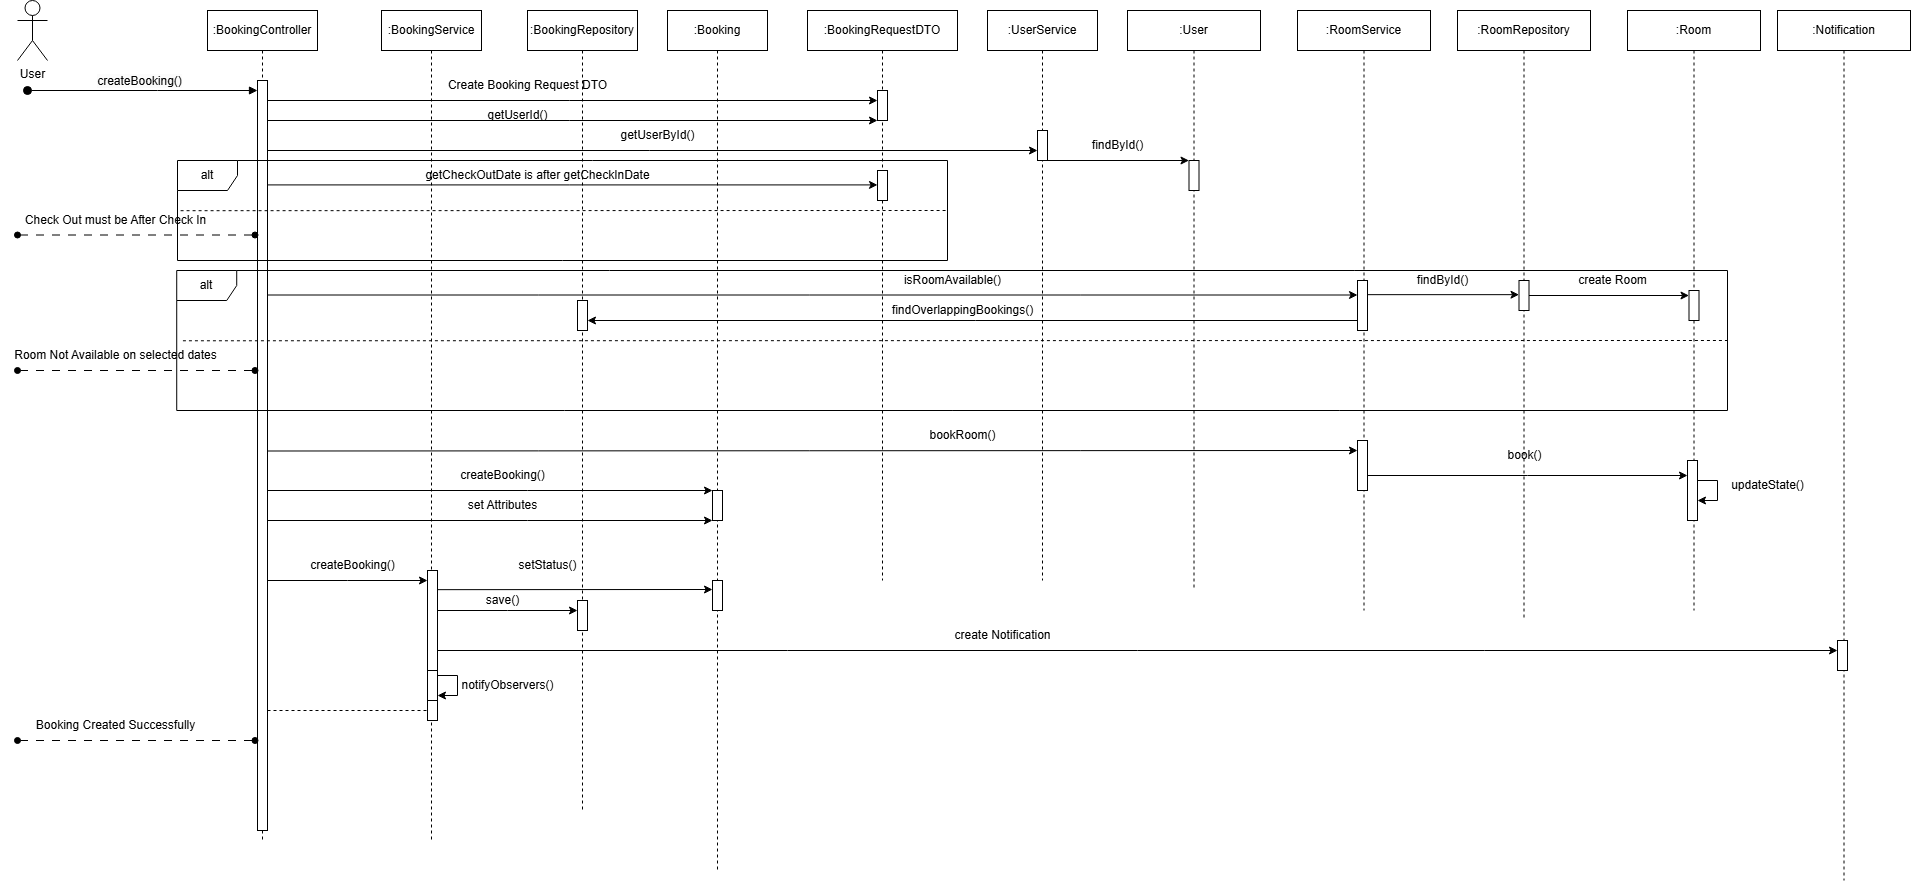 :BookingController
:BookingService
:BookingRepository
:Booking
:BookingRequestDTO
:UserService
:User
:RoomService
:RoomRepository
:Room
:Notification
User
createBooking()
Create Booking Request DTO
getUserId()
getUserById()
findById()
alt
getCheckOutDate is after getCheckInDate
Check Out must be After Check In
alt
isRoomAvailable()
findById()
create Room
findOverlappingBookings()
Room Not Available on selected dates
bookRoom()
book()
createBooking()
updateState()
set Attributes
createBooking()
setStatus()
save()
create Notification
notifyObservers()
Booking Created Successfully